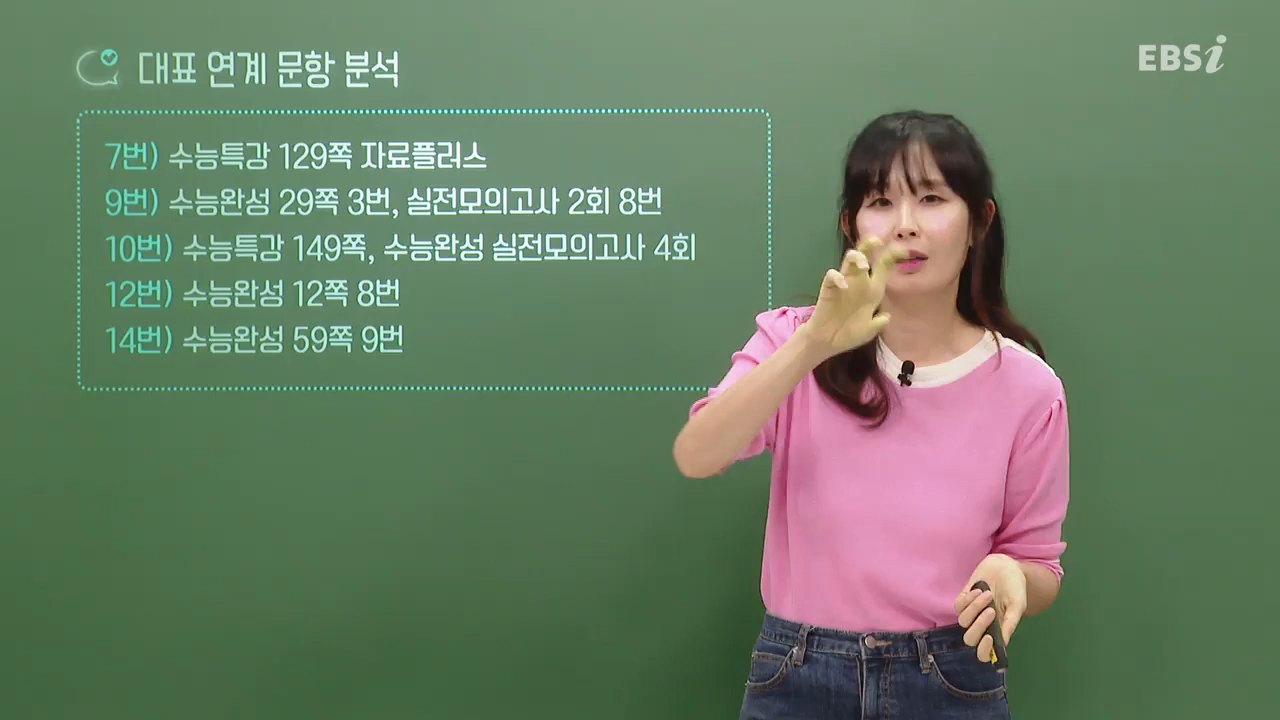 대표 연계 문항 분석
EBSi
7번) 수능특강 129쪽 자료플러스
9번) 수능완성 29쪽 3번, 실전모의고사 2회 8번
10번) 수능특강 149쪽, 수능완성 실전모의고사 4회
12번) 수능완성 12쪽 8번
14번) 수능완성 59쪽 9번